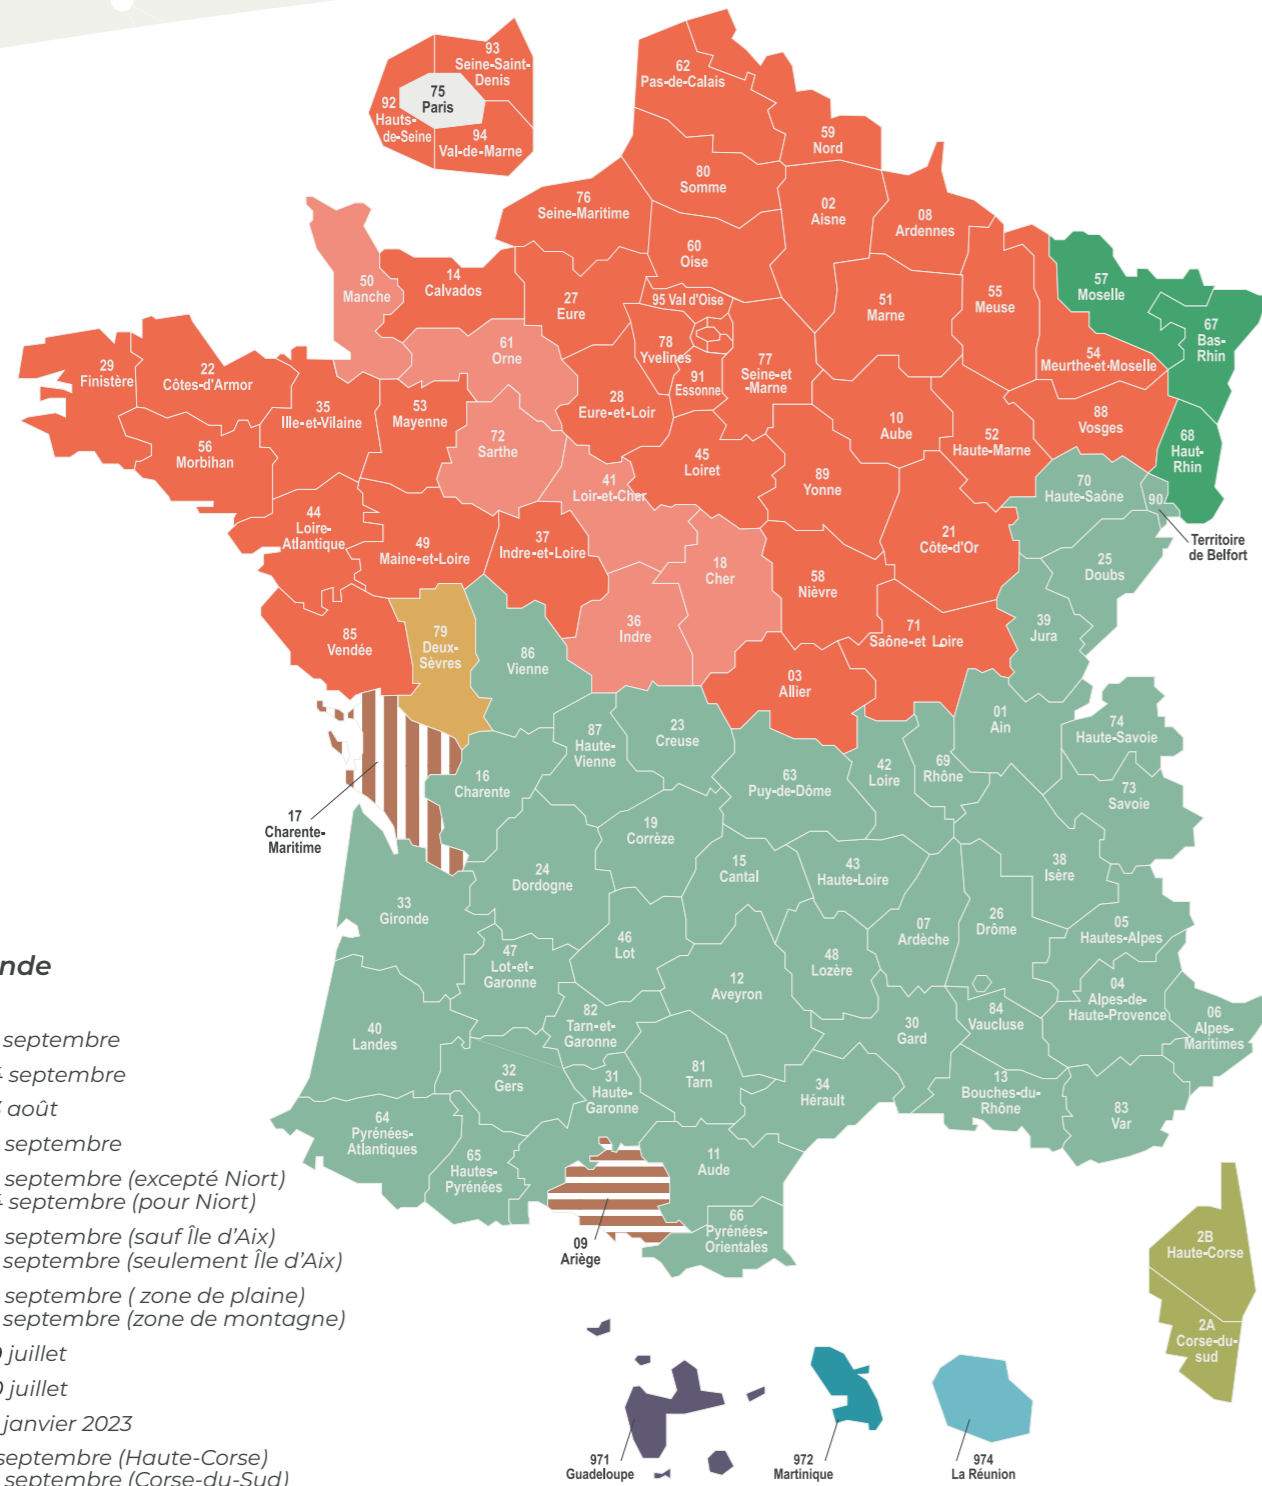 93
Seine-Saint-
Denis
75
Paris
92
Hauts-
de-Seine
94
Val-de-Marne
62
Pas-de-Calais
59
Nord
80
Somme
76
Seine-Maritime
02
Aisne
08
Ardennes
60
Oise
50
Manche
14
Calvados
27
Eure
95 Val d'Oise
51
Marne
55
Meuse
57
Moselle
67
Bas-
Rhin
61
Orne
78
Yvelines
91
Essonne
77
Seine-et
-Marne
54
Meurthe-et-Moselle
29
Finistère
22
Côtes-d'Armor
35
Ille-et-Vilaine
53
Mayenne
28
Eure-et-Loir
10
Aube
52
Haute-Marne
88
Vosges
68
Haut-
Rhin
56
Morbihan
72
Sarthe
41
Loir-et-Cher
45
Loiret
89
Yonne
70
Haute-Saône
90
Territoire
de Belfort
44
Loire-
Atlantique
49
Maine-et-Loire
37
Indre-et-Loire
18
Cher
58
Nièvre
21
Côte-d'Or
25
Doubs
85
Vendée
79
Deux-
Sèvres
86
Vienne
36
Indre
03
Allier
71
Saône-et Loire
39
Jura
17
Charente-
Maritime
16
Charente
87
Haute-
Vienne
23
Creuse
63
Puy-de-Dôme
42
Loire
69
Rhône
01
Ain
74
Haute-Savoie
73
Savoie
33
Gironde
24
Dordogne
19
Corrèze
15
Cantal
43
Haute-Loire
07
Ardèche
26
Drôme
38
Isère
05
Hautes-Alpes
47
Lot-et-
Garonne
46
Lot
12
Aveyron
48
Lozère
04
Alpes-de-
Haute-Provence
06
Alpes-
Maritimes
40
Landes
82
Tarn-et-
Garonne
30
Gard
84
Vaucluse
32
Gers
31
Haute-
Garonne
81
Tarn
34
Hérault
13
Bouches-du-
Rhône
83
Var
64
Pyrénées-
Atlantiques
65
Hautes-
Pyrénées
09
Ariège
11
Aude
66
Pyrénées-
Orientales
2B
Haute-Corse
2A
Corse-du-
sud
971
Guadeloupe
972
Martinique
974
La Réunion
nde
septembre
septembre
août
septembre
septembre (excepté Niort)
septembre (pour Niort)
septembre (sauf Île d’Aix)
septembre (seulement Île d’Aix)
septembre ( zone de plaine)
septembre (zone de montagne)
juillet
juillet
janvier 2023
septembre (Haute-Corse)
septembre (Corse-du-Sud)